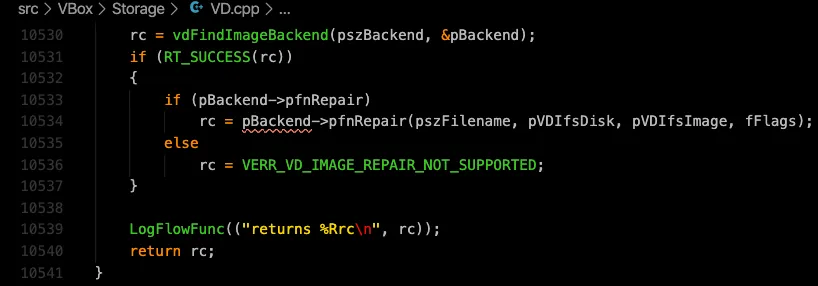 src > VBox > Storage > VD.cpp > ...
10530 rc = vdFindImageBackend(pszBackend, &pBackend);
10531 if (RT_SUCCESS(rc))
10532 {
10533 if (pBackend->pfnRepair)
10534 rc = pBackend->pfnRepair(pszFilename, pVDIfsDisk, pVDIfsImage, fFlags);
10535 else
10536 rc = VERR_VD_IMAGE_REPAIR_NOT_SUPPORTED;
10537 }
10538
10539 LogFlowFunc(("returns %Rrc\n", rc));
10540 return rc;
10541 }